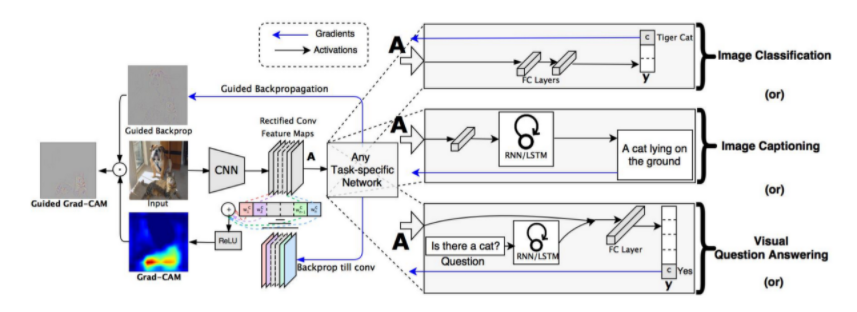 Gradients
Activations
Guided Backpropagation
Guided Backprop
Rectified Conv
Feature Maps
A
Input
CNN
Any
Task-specific
Network
Guided Grad-CAM
+
ReLU
Grad-CAM
Backprop till conv
A
FC Layers
c
Tiger Cat
y
Image Classification
(or)
A
RNN/LSTM
A cat lying on
the ground
Image Captioning
(or)
A
Is there a cat?
Question
RNN/LSTM
FC Layer
c
Yes
y
Visual
Question Answering
(or)